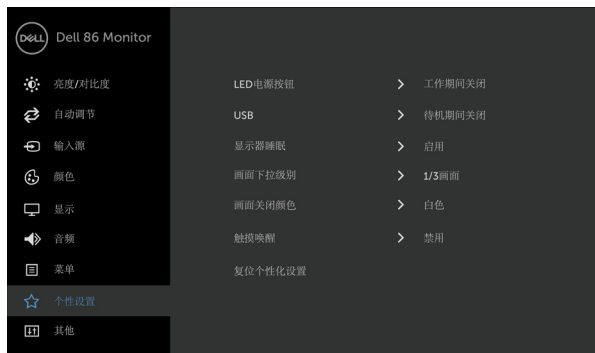 DELL Dell 86 Monitor
亮度/对比度
自动调节
输入源
颜色
显示
音频
菜单
个性设置
其他
LED电源按钮 工作期间关闭
USB 待机期间关闭
显示器睡眠 启用
画面下拉级别 1/3画面
画面关闭颜色 白色
触摸唤醒 禁用
复位个性化设置